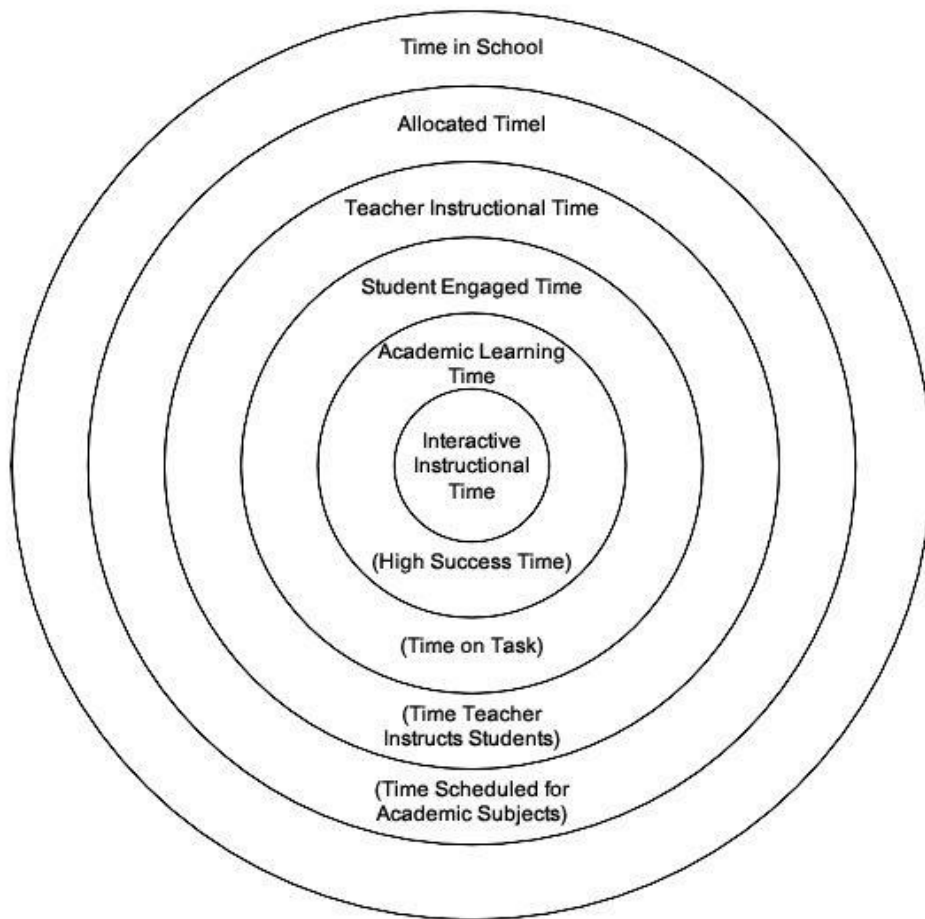 Time in School
Allocated Timel
Teacher Instructional Time
Student Engaged Time
Academic Learning
Time
Interactive
Instructional
Time
(High Success Time)
(Time on Task)
(Time Teacher
Instructs Students)
(Time Scheduled for
Academic Subjects)